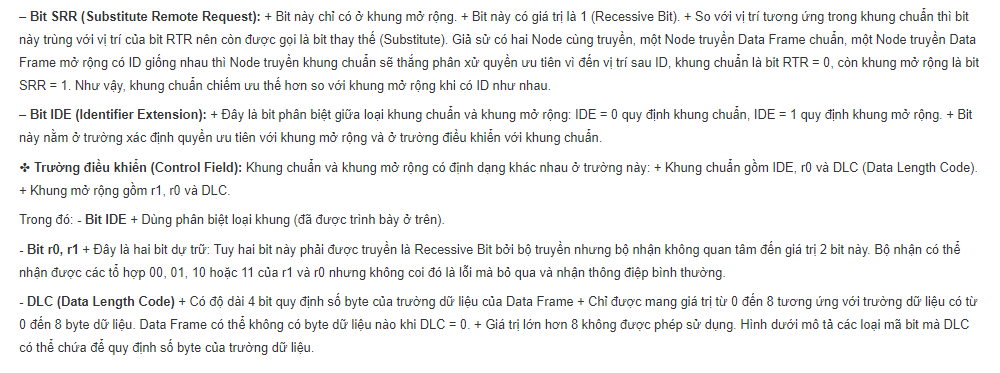 – Bit SRR (Substitute Remote Request): + Bit này chỉ có ở khung mở rộng. + Bit này có giá trị là 1 (Recessive Bit). + So với vị trí tương ứng trong khung chuẩn thì bit
này trùng với vị trí của bit RTR nên còn được gọi là bit thay thế (Substitute). Giả sử có hai Node cùng truyền, một Node truyền Data Frame chuẩn, một Node truyền Data
Frame mở rộng có ID giống nhau thì Node truyền khung chuẩn sẽ thắng phân xử quyền ưu tiên vì đến vị trí sau ID, khung chuẩn là bit RTR = 0, còn khung mở rộng là bit
SRR = 1. Như vậy, khung chuẩn chiếm ưu thế hơn so với khung mở rộng khi có ID như nhau.
– Bit IDE (Identifier Extension): + Đây là bit phân biệt giữa loại khung chuẩn và khung mở rộng: IDE = 0 quy định khung chuẩn, IDE = 1 quy định khung mở rộng. + Bit
này nằm ở trường xác định quyền ưu tiên với khung mở rộng và ở trường điều khiển với khung chuẩn.
✤ Trường điều khiển (Control Field): Khung chuẩn và khung mở rộng có định dạng khác nhau ở trường này: + Khung chuẩn gồm IDE, r0 và DLC (Data Length Code).
+ Khung mở rộng gồm r1, r0 và DLC.
Trong đó: - Bit IDE + Dùng phân biệt loại khung (đã được trình bày ở trên).
- Bit r0, r1 + Đây là hai bit dự trữ: Tuy hai bit này phải được truyền là Recessive Bit bởi bộ truyền nhưng bộ nhận không quan tâm đến giá trị 2 bit này. Bộ nhận có thể
nhận được các tổ hợp 00, 01, 10 hoặc 11 của r1 và r0 nhưng không coi đó là lỗi mà bỏ qua và nhận thông điệp bình thường.
- DLC (Data Length Code) + Có độ dài 4 bit quy định số byte của trường dữ liệu của Data Frame + Chỉ được mang giá trị từ 0 đến 8 tương ứng với trường dữ liệu có từ
0 đến 8 byte dữ liệu. Data Frame có thể không có byte dữ liệu nào khi DLC = 0. + Giá trị lớn hơn 8 không được phép sử dụng. Hình dưới mô tả các loại mã bit mà DLC
có thể chứa để quy định số byte của trường dữ liệu.